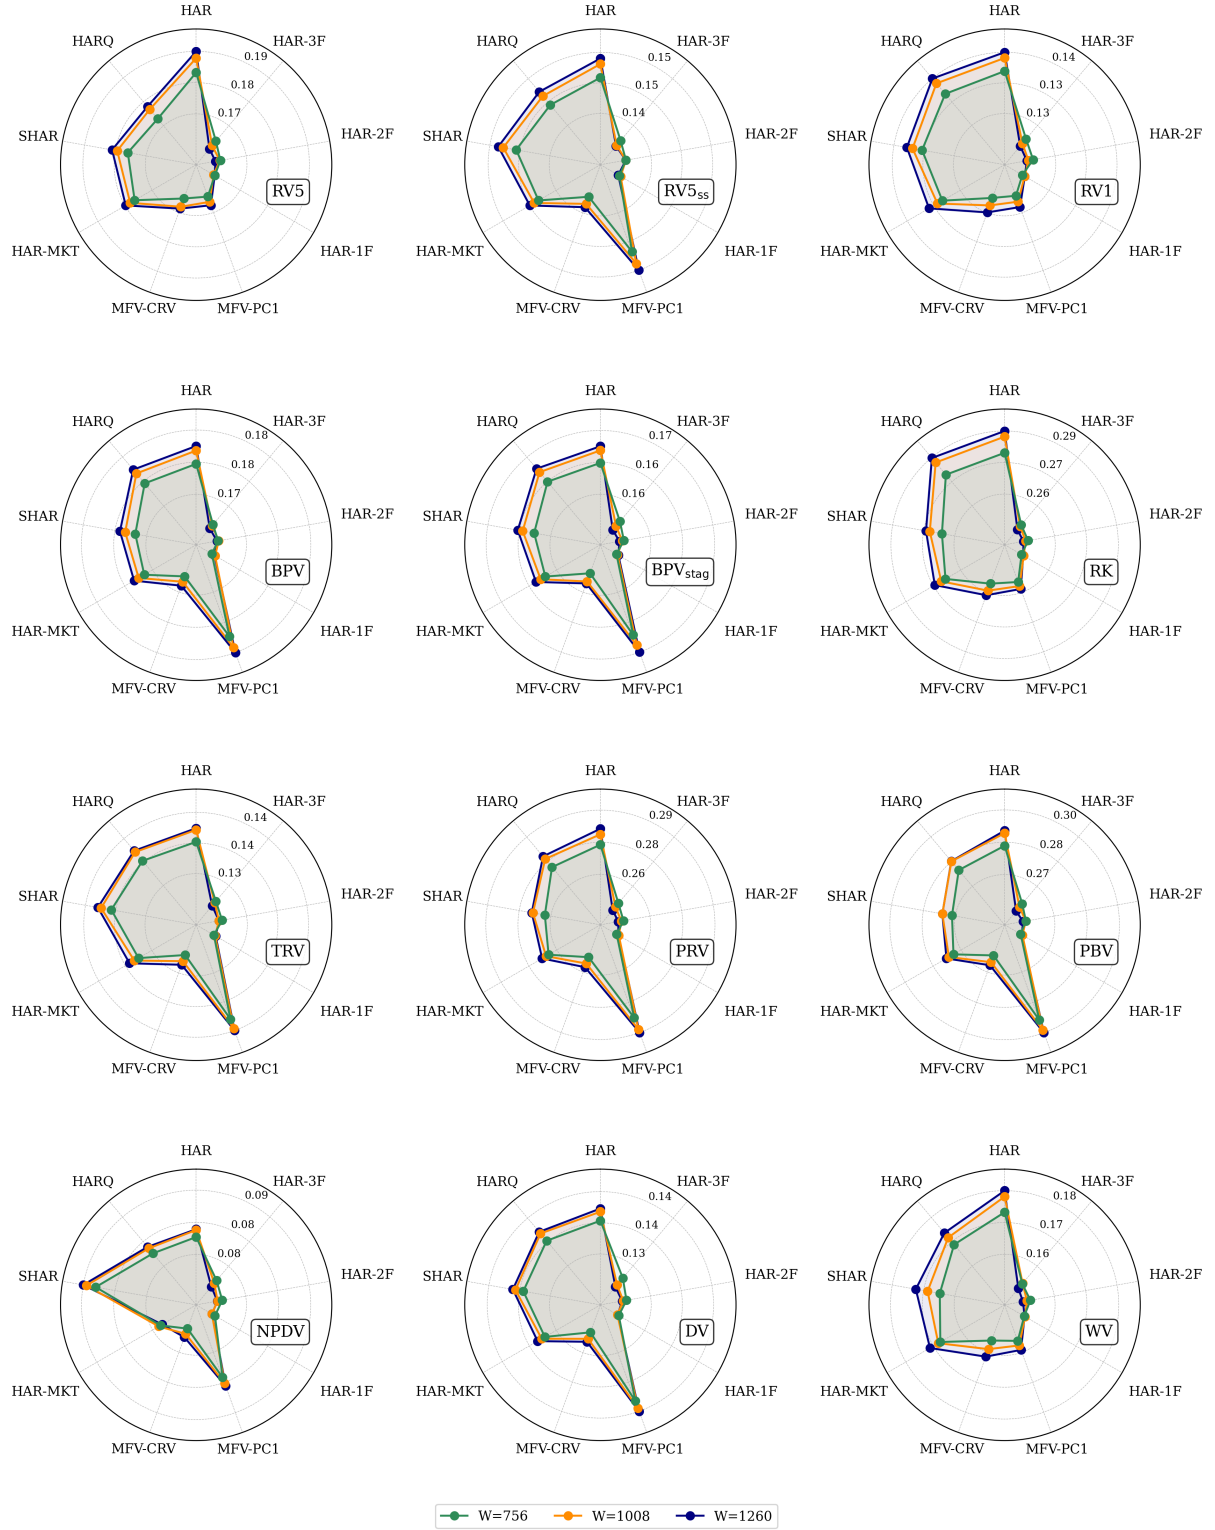 HAR
HAR
HAR
HARQ
HAR-3F
HARQ
HAR-3F
HARQ
HAR-3F
0.19
0.15
0.14
0.18
0.15
0.13
0.17
0.14
0.13
SHAR
HAR-2F
SHAR
HAR-2F
SHAR
HAR-2F
RV5
RV5ss
RV1
HAR-MKT
HAR-1F
HAR-MKT
HAR-1F
HAR-MKT
HAR-1F
MFV-CRV
MFV-PC1
MFV-CRV
MFV-PC1
MFV-CRV
MFV-PC1
HAR
HAR
HAR
HARQ
HAR-3F
HARQ
HAR-3F
HARQ
HAR-3F
0.18
0.17
0.29
0.18
0.16
0.27
0.17
0.16
0.26
SHAR
HAR-2F
SHAR
HAR-2F
SHAR
HAR-2F
BPV
BPVstag
RK
HAR-MKT
HAR-1F
HAR-MKT
HAR-1F
HAR-MKT
HAR-1F
MFV-CRV
MFV-PC1
MFV-CRV
MFV-PC1
MFV-CRV
MFV-PC1
HAR
HAR
HAR
HARQ
HAR-3F
HARQ
HAR-3F
HARQ
HAR-3F
0.14
0.29
0.30
0.14
0.28
0.28
0.13
0.26
0.27
SHAR
HAR-2F
SHAR
HAR-2F
SHAR
HAR-2F
TRV
PRV
PBV
HAR-MKT
HAR-1F
HAR-MKT
HAR-1F
HAR-MKT
HAR-1F
MFV-CRV
MFV-PC1
MFV-CRV
MFV-PC1
MFV-CRV
MFV-PC1
HAR
HAR
HAR
HARQ
HAR-3F
HARQ
HAR-3F
HARQ
HAR-3F
0.09
0.14
0.18
0.08
0.14
0.17
0.08
0.13
0.16
SHAR
HAR-2F
SHAR
HAR-2F
SHAR
HAR-2F
NPDV
DV
WV
HAR-MKT
HAR-1F
HAR-MKT
HAR-1F
HAR-MKT
HAR-1F
MFV-CRV
MFV-PC1
MFV-CRV
MFV-PC1
MFV-CRV
MFV-PC1
W=756
W=1008
W=1260